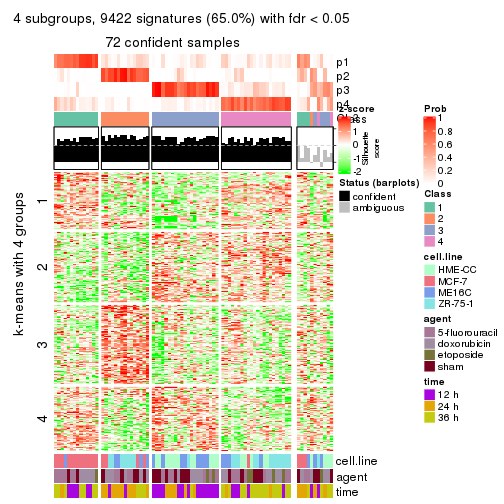 4 subgroups, 9422 signatures (65.0%) with fdr < 0.05
72 confident samples
p1
p2
p3
p4
Class
z-score
2
1
0
-1
-2
Silhouette
score
1
2
3
4
k-means with 4 groups
Status (barplots)
confident
ambiguous
Prob
1
0.8
0.6
0.4
0.2
0
Class
1
2
3
4
cell.line
HME-CC
MCF-7
ME16C
ZR-75-1
agent
5-fluorouracil
doxorubicin
etoposide
sham
time
12 h
24 h
36 h
cell.line
agent
time